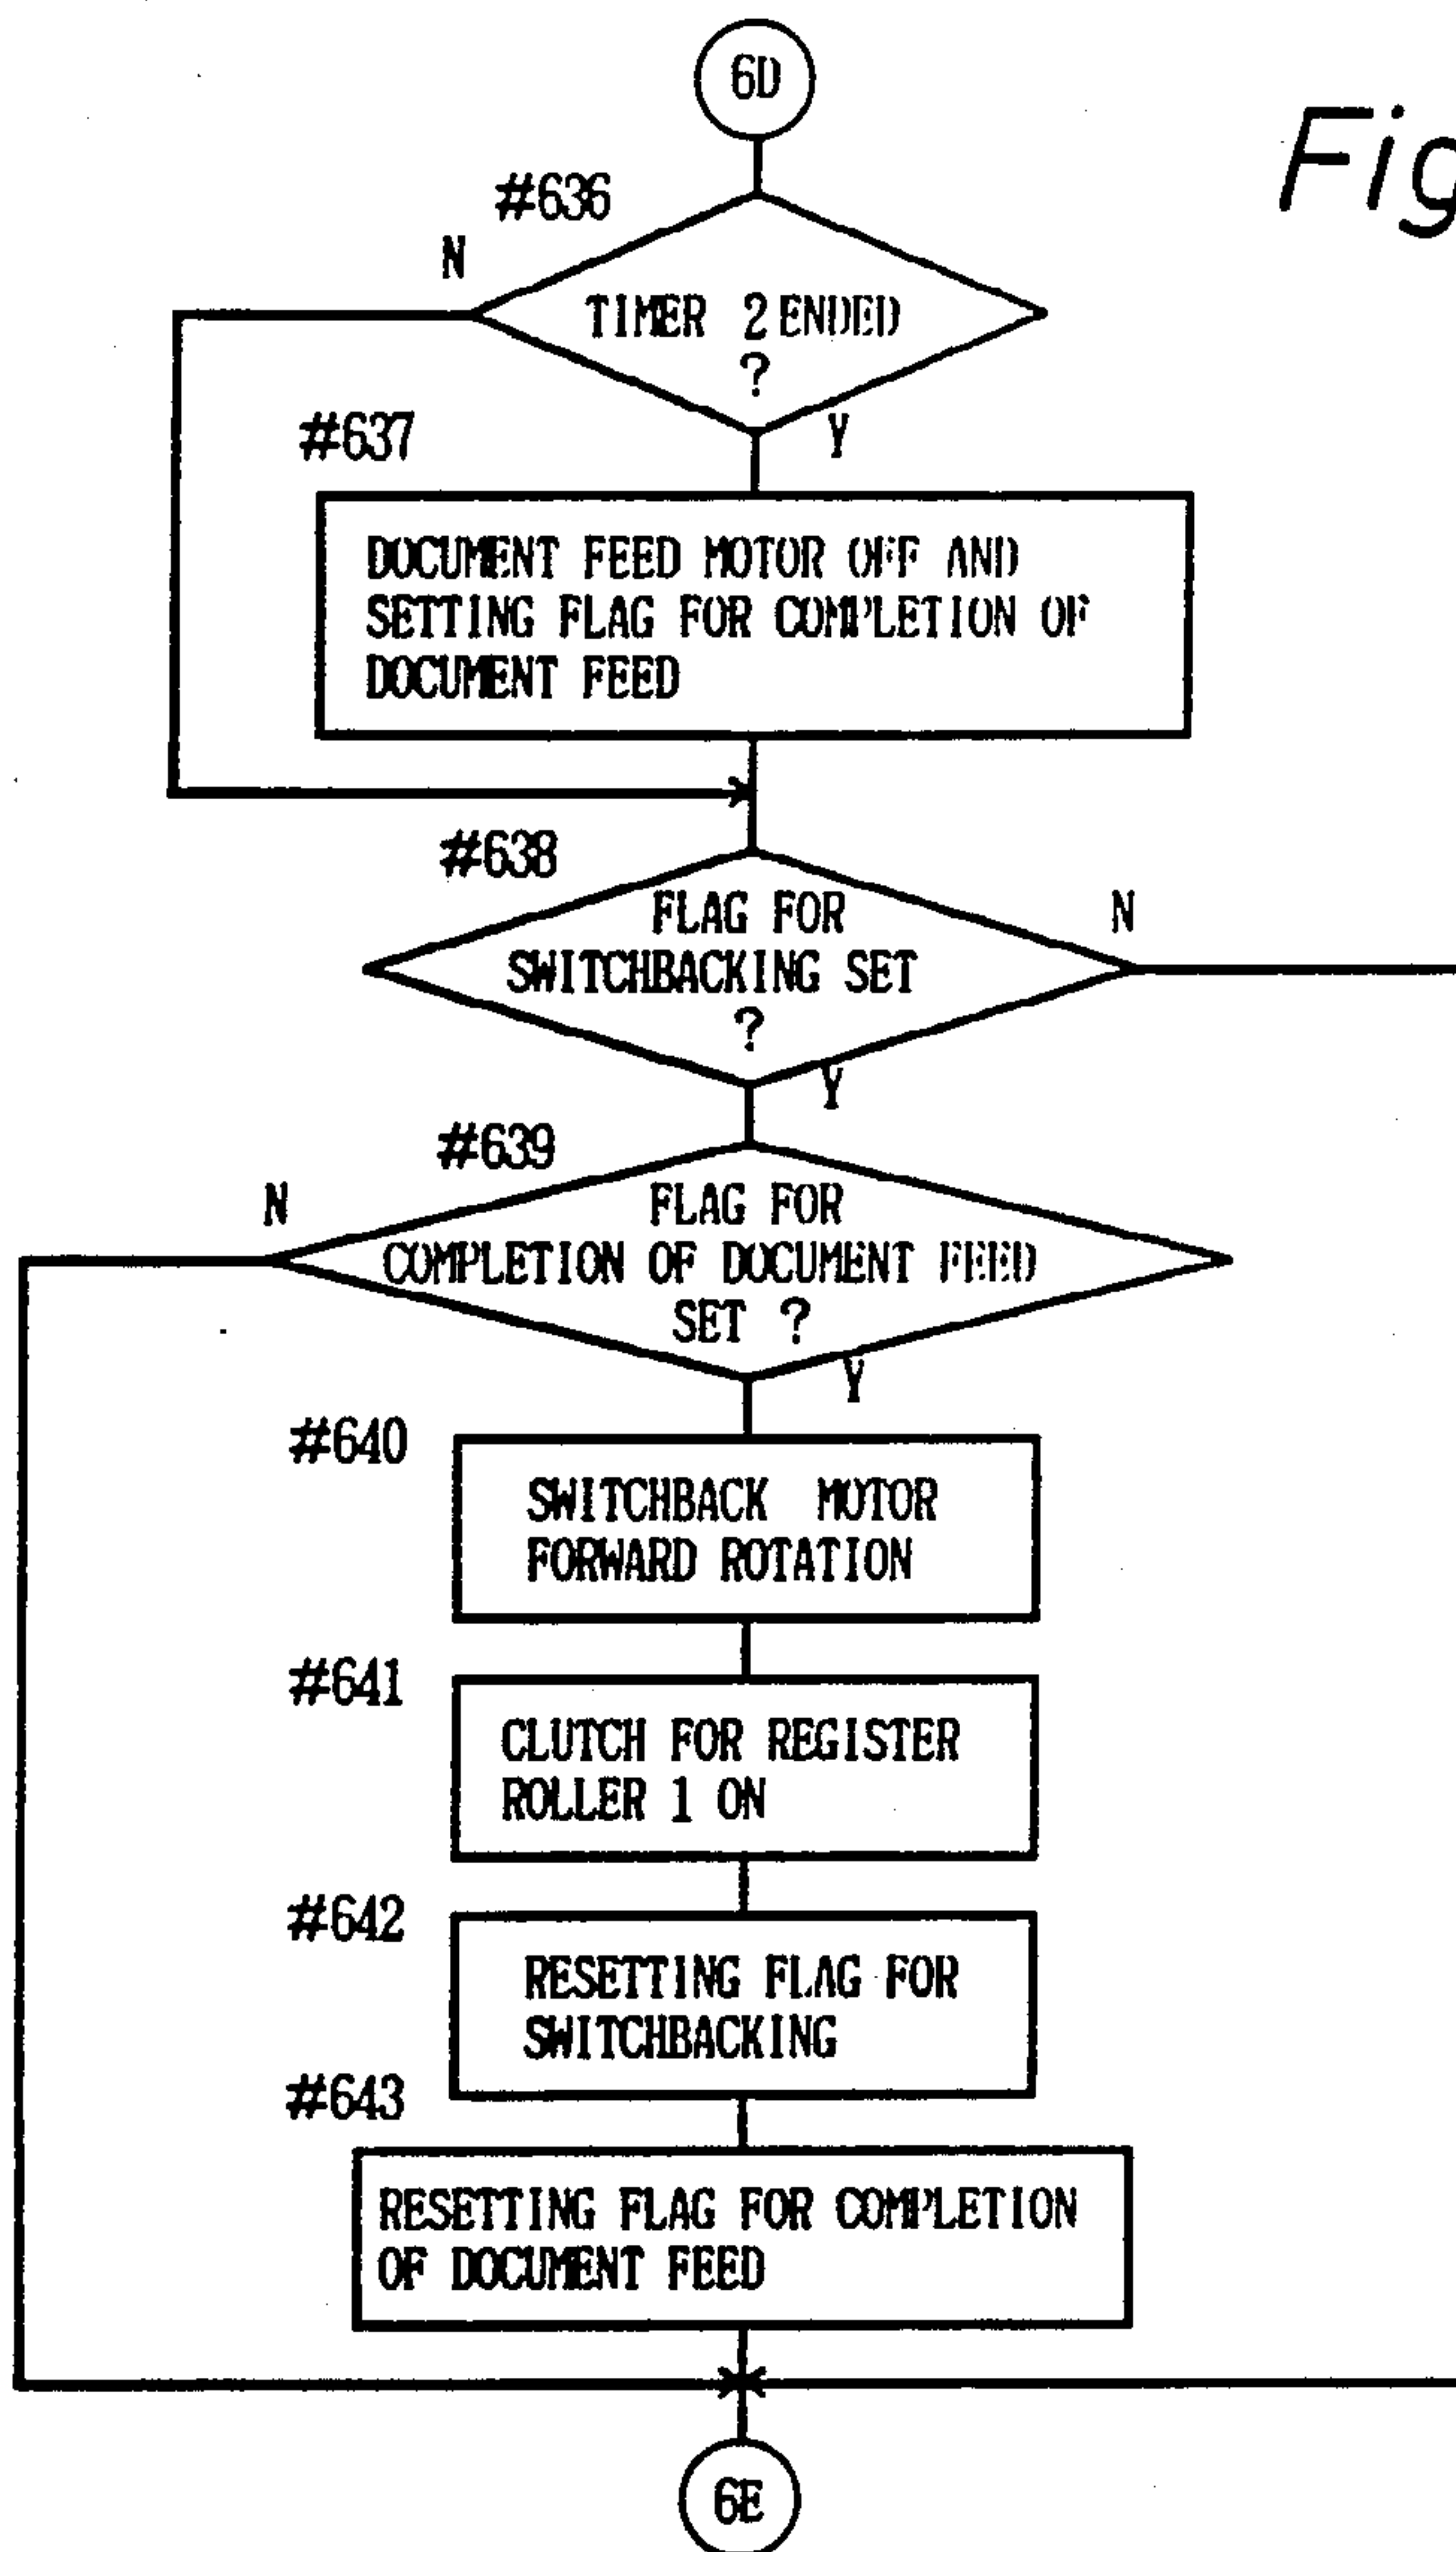 6D
Fig
#636
N
TIMER 2 ENDED
?
Y
#637
DOCUMENT FEED MOTOR OFF AND
SETTING FLAG FOR COMPLETION OF
DOCUMENT FEED
#638
FLAG FOR
SWITCHBACKING SET
?
N
Y
#639
N
FLAG FOR
COMPLETION OF DOCUMENT FEED
SET ?
Y
#640
SWITCHBACK MOTOR
FORWARD ROTATION
#641
CLUTCH FOR REGISTER
ROLLER 1 ON
#642
RESETTING FLAG FOR
SWITCHBACKING
#643
RESETTING FLAG FOR COMPLETION
OF DOCUMENT FEED
6E